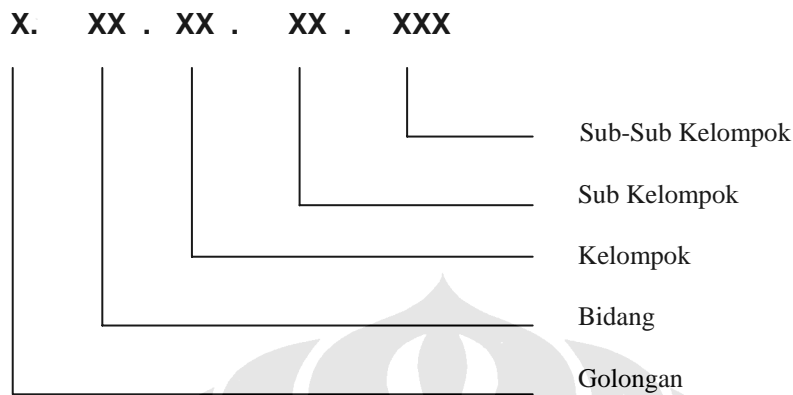 X. XX . XX . XX . XXX
Sub-Sub Kelompok
Sub Kelompok
Kelompok
Bidang
Golongan